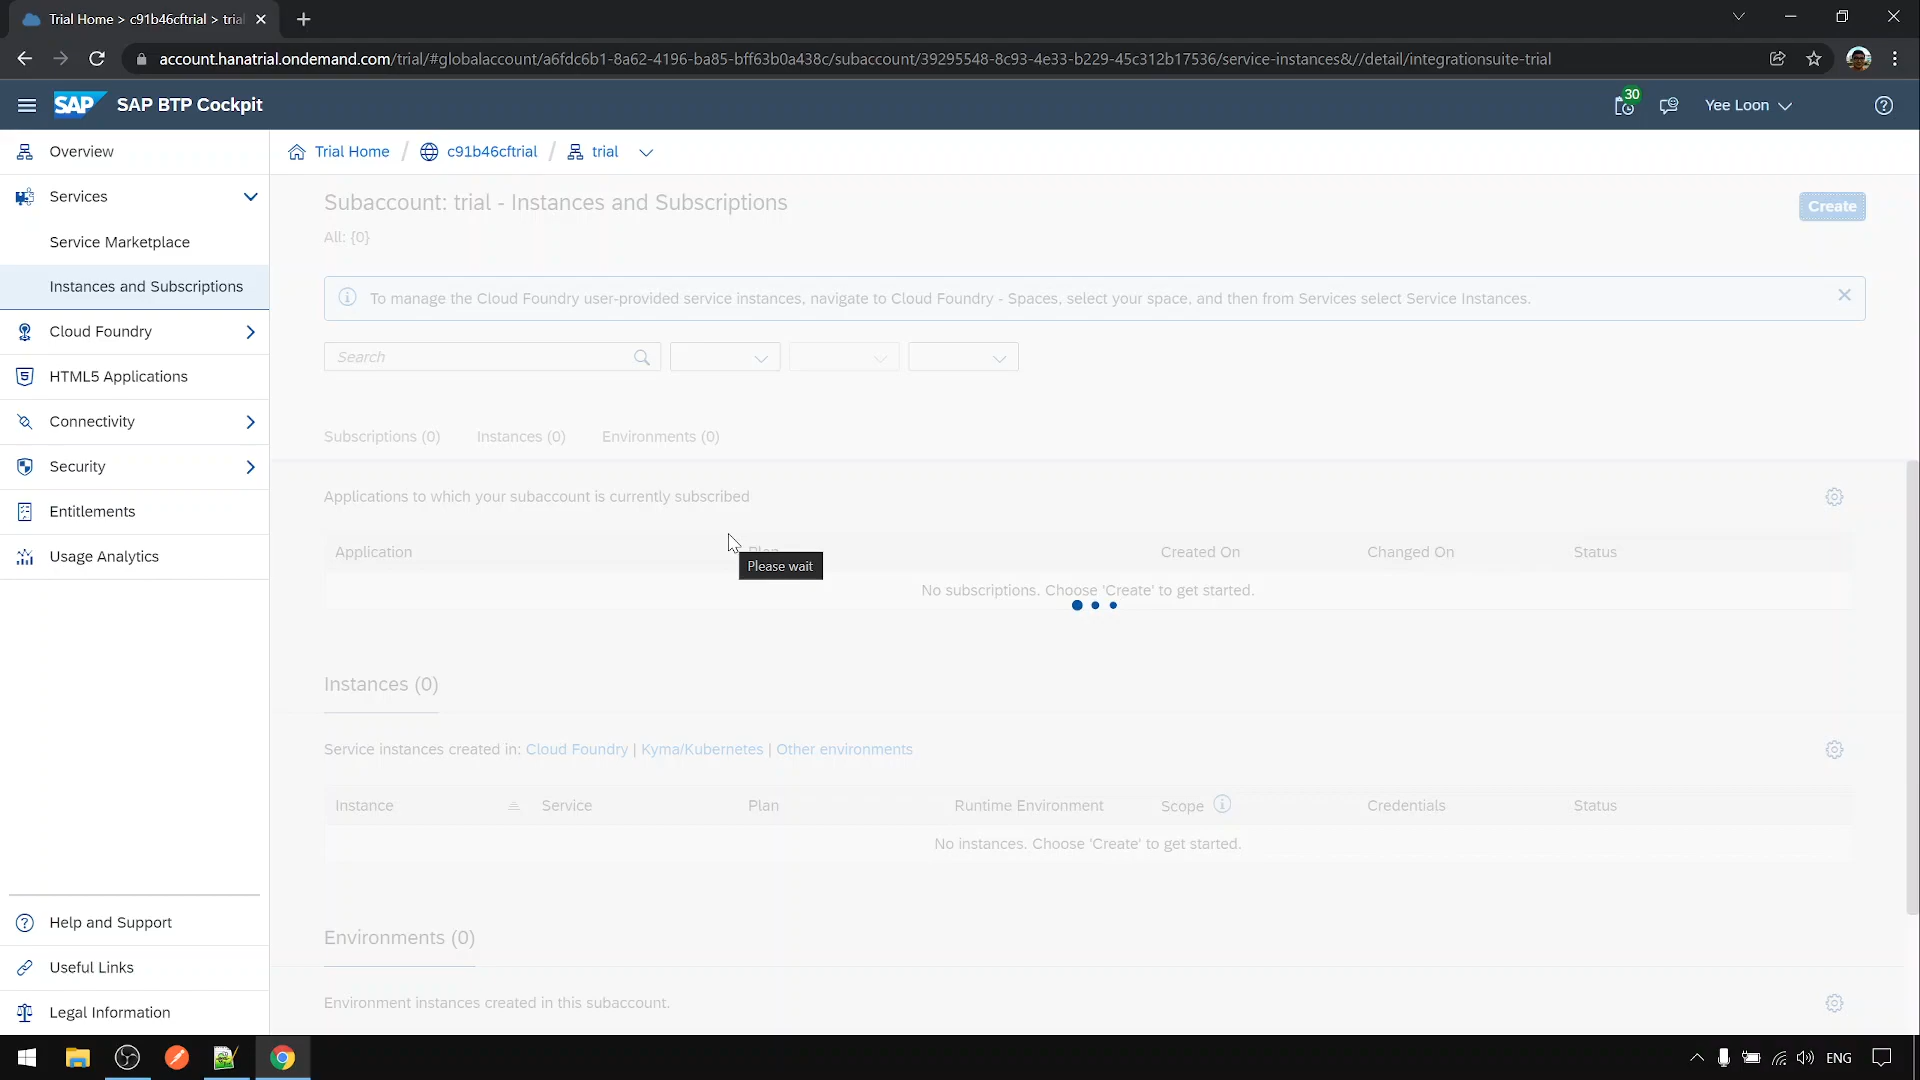 Trial Home > c91b46cftrial > trial
account.hanatrial.ondemand.com/trial/#globalaccount/a6fdc6b1-8a62-4196-ba85-bff63b0a438c/subaccount/39295548-8c93-4e33-b229-45c312b17536/service-instances&//detail/integrationsuite-trial
SAP SAP BTP Cockpit
30
Yee Loon
Overview
Services
Service Marketplace
Instances and Subscriptions
Cloud Foundry
HTML5 Applications
Connectivity
Security
Entitlements
Usage Analytics
Help and Support
Useful Links
Legal Information
Trial Home / c91b46cftrial / trial
Subaccount: trial - Instances and Subscriptions
Create
All: {0}
To manage the Cloud Foundry user-provided service instances, navigate to Cloud Foundry - Spaces, select your space, and then from Services select Service Instances.
Search
Subscriptions (0) Instances (0) Environments (0)
Applications to which your subaccount is currently subscribed
Application Plan Created On Changed On Status
Please wait
No subscriptions. Choose 'Create' to get started.
Instances (0)
Service instances created in: Cloud Foundry | Kyma/Kubernetes | Other environments
Instance Service Plan Runtime Environment Scope Credentials Status
No instances. Choose 'Create' to get started.
Environments (0)
Environment instances created in this subaccount.
ENG